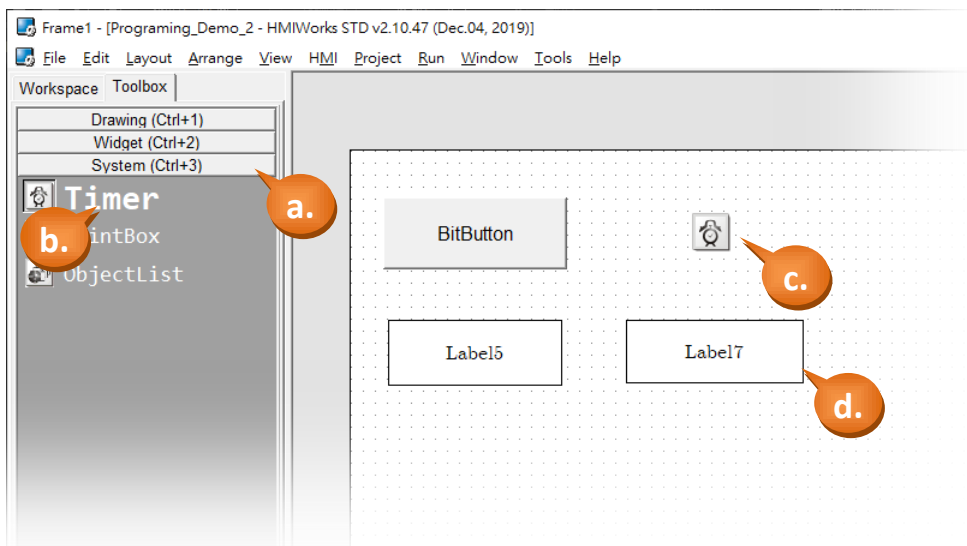 Frame1 - [Programing_Demo_2 - HMIWorks STD v2.10.47 (Dec.04, 2019)]
File Edit Layout Arrange View HMI Project Run Window Tools Help
Workspace Toolbox
Drawing (Ctrl+1)
Widget (Ctrl+2)
System (Ctrl+3)
a.
Timer
b.
intBox
ObjectList
BitButton
c.
Label5
Label7
d.